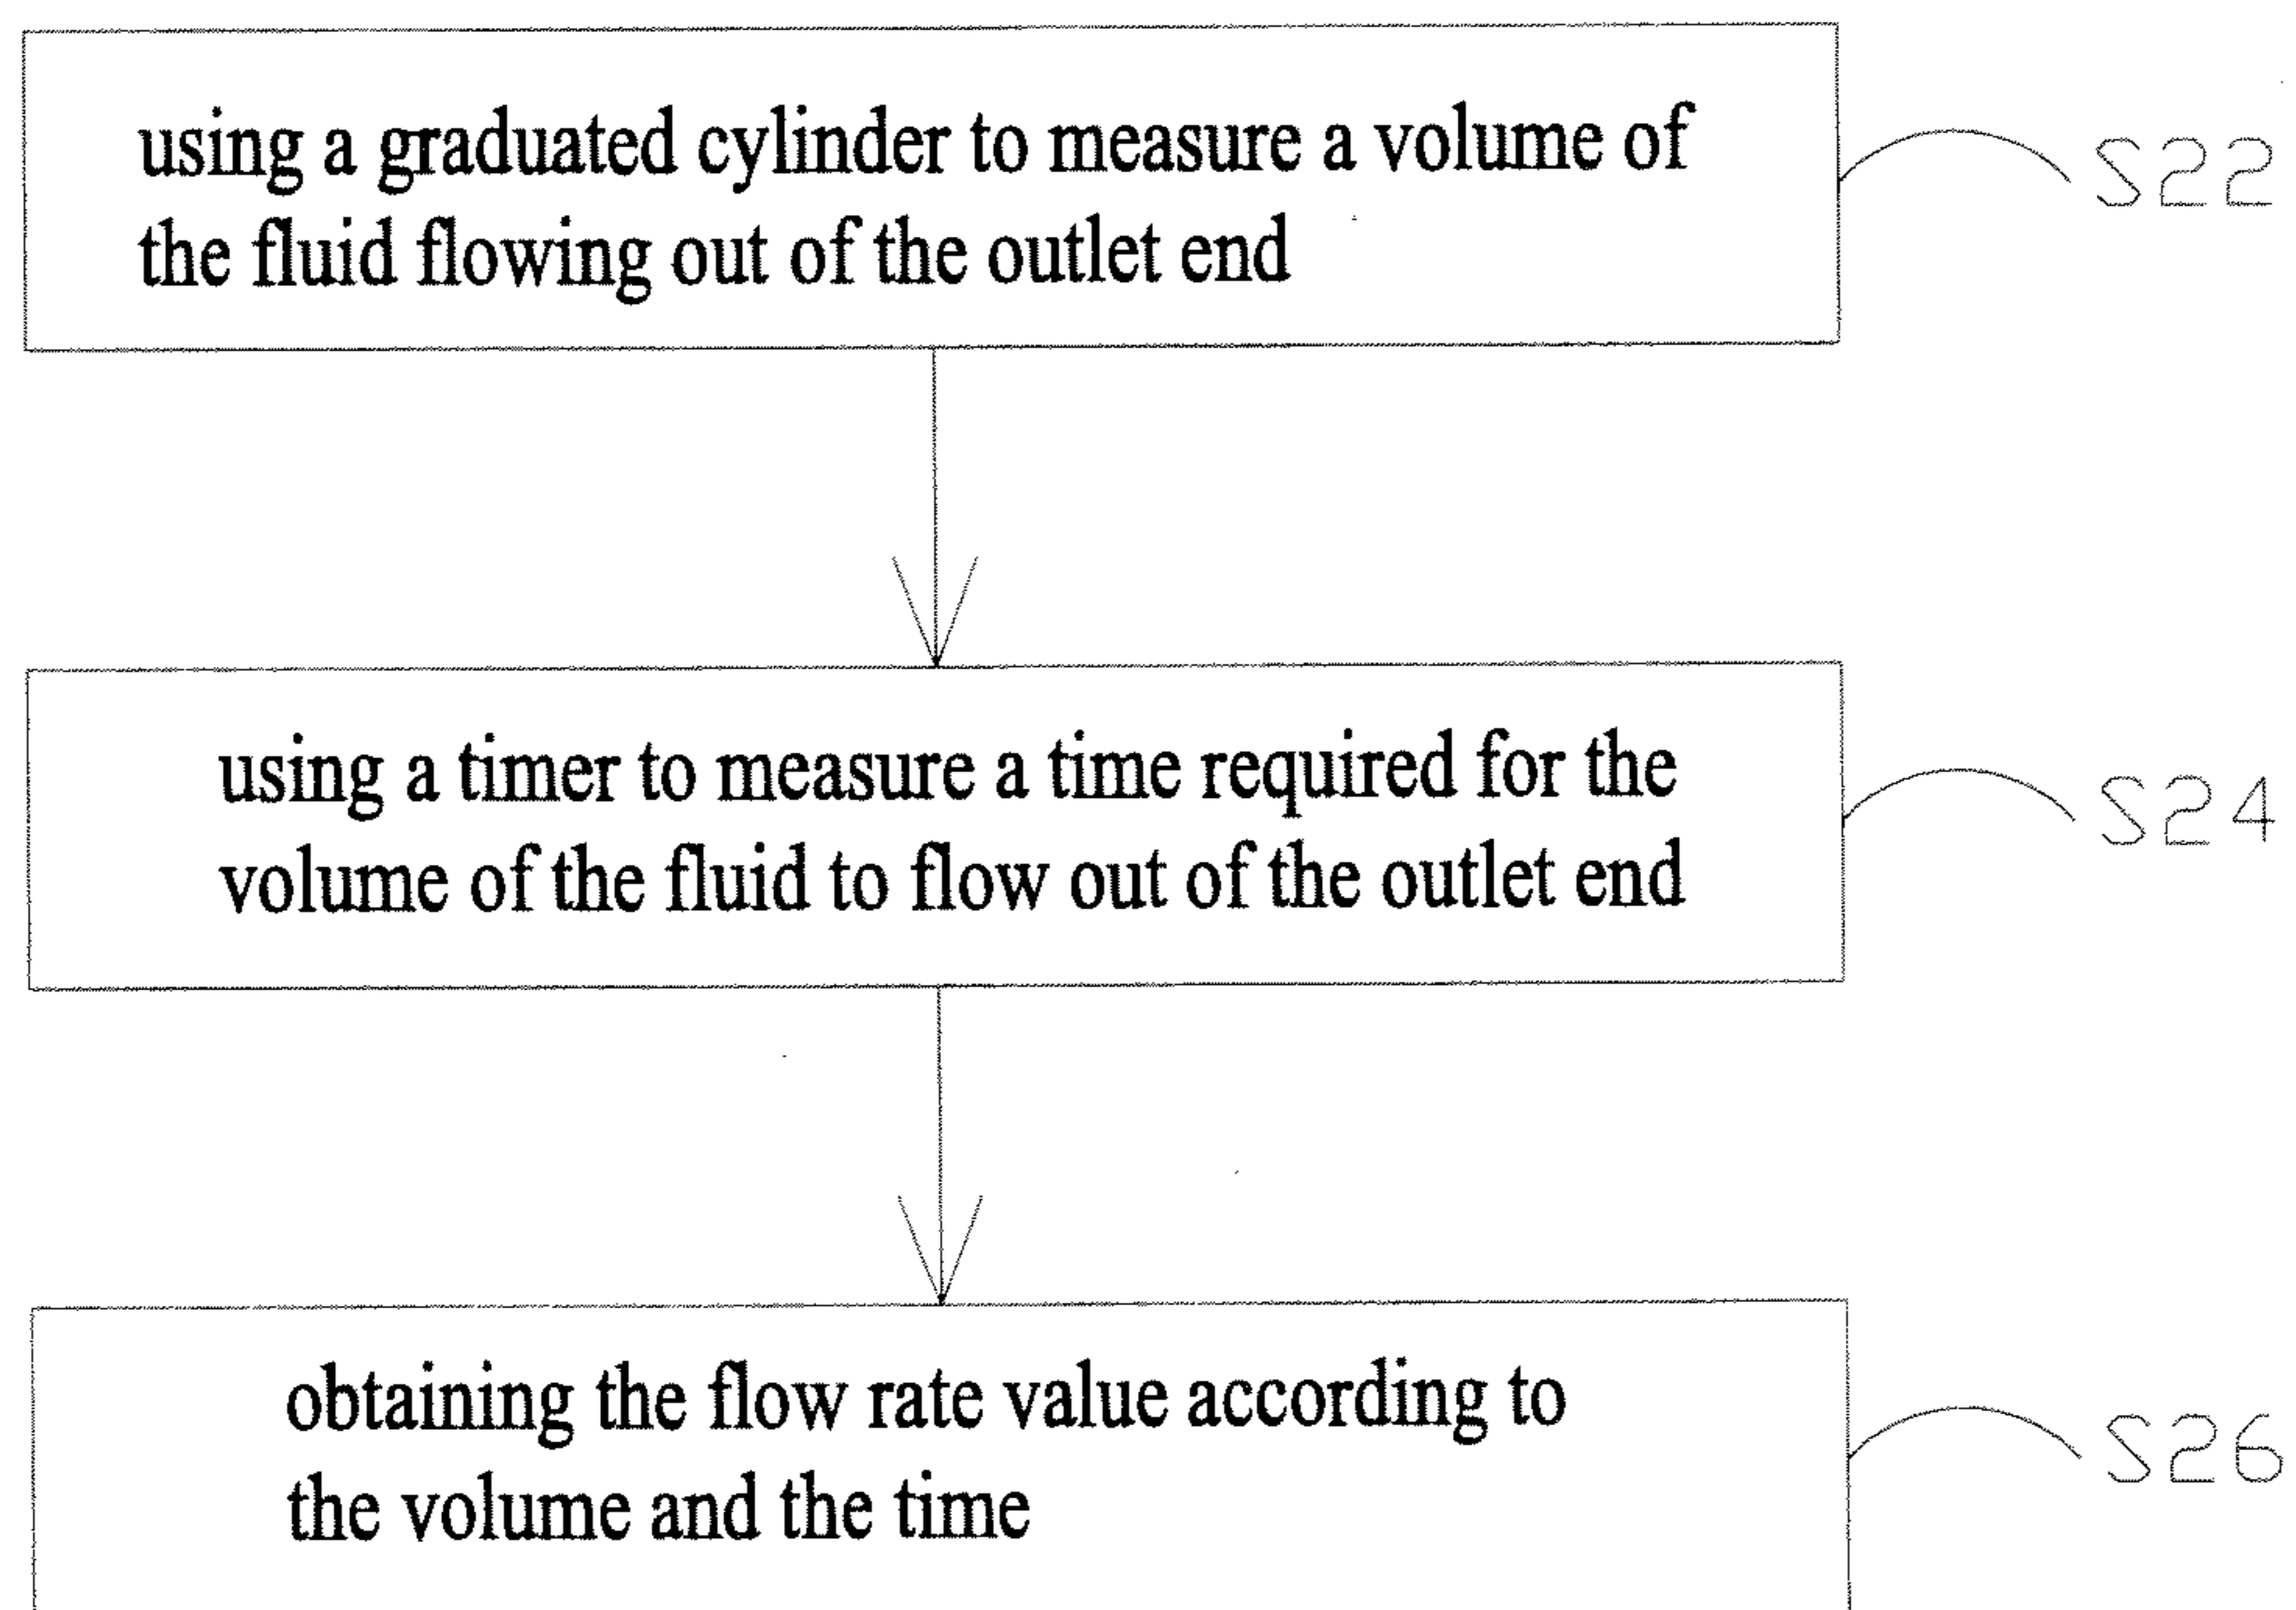 using a graduated cylinder to measure a volume of
the fluid flowing out of the outlet end
S22
using a timer to measure a time required for the
volume of the fluid to flow out of the outlet end
S24
obtaining the flow rate value according to
the volume and the time
S26